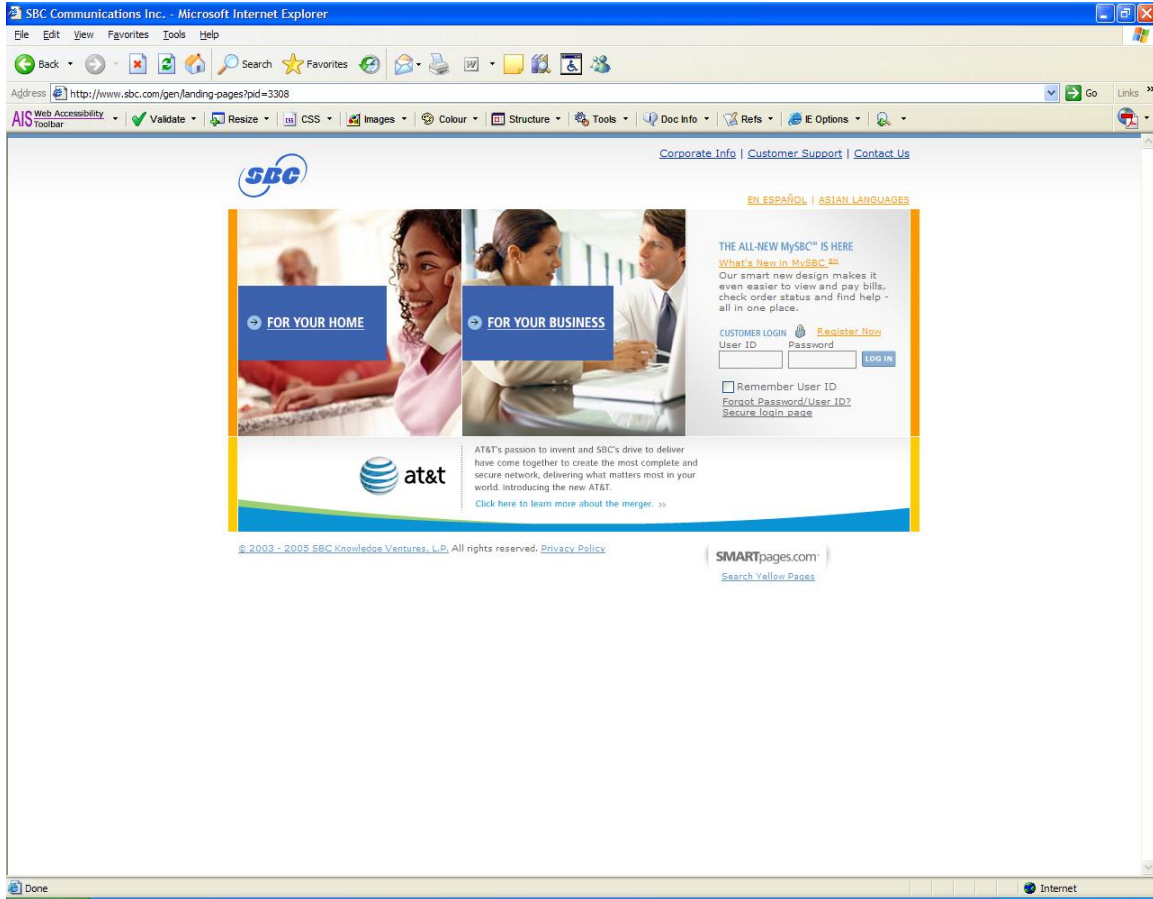 SBC Communications Inc. - Microsoft Internet Explorer
File Edit View Favorites Tools Help
Back Search Favorites
Address http://www.sbc.com/gen/landing-pages?pid=3308 Go Links »
AIS Web Accessibility Toolbar Validate Resize CSS Images Colour Structure Tools Doc Info Refs IE Options
Corporate Info | Customer Support | Contact Us
SBC
EN ESPAÑOL | ASIAN LANGUAGES
FOR YOUR HOME
FOR YOUR BUSINESS
THE ALL-NEW MySBC℠ IS HERE
What's New in MySBC ℠
Our smart new design makes it
even easier to view and pay bills,
check order status and find help -
all in one place.
CUSTOMER LOGIN Register Now
User ID Password
LOG IN
Remember User ID
Forgot Password/User ID?
Secure login page
at&t
AT&T's passion to invent and SBC's drive to deliver
have come together to create the most complete and
secure network, delivering what matters most in your
world. Introducing the new AT&T.
Click here to learn more about the merger. »
© 2003 - 2005 SBC Knowledge Ventures, L.P. All rights reserved. Privacy Policy
SMARTpages.com
Search Yellow Pages
Done Internet